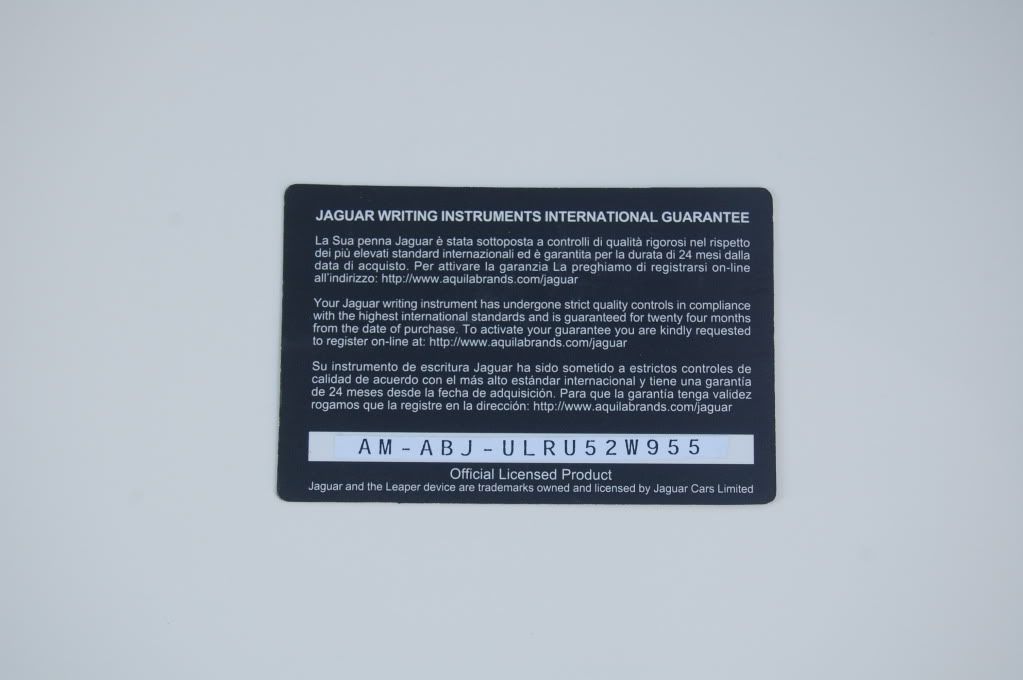 JAGUAR WRITING INSTRUMENTS INTERNATIONAL GUARANTEE
La Sua penna Jaguar è stata sottoposta a controlli di qualità rigorosi nel rispetto
dei più elevati standard internazionali ed è garantita per la durata di 24 mesi dalla
data di acquisto. Per attivare la garanzia La preghiamo di registrarsi on-line
all'indirizzo: http://www.aquilabrands.com/jaguar
Your Jaguar writing instrument has undergone strict quality controls in compliance
with the highest international standards and is guaranteed for twenty four months
from the date of purchase. To activate your guarantee you are kindly requested
to register on-line at: http://www.aquilabrands.com/jaguar
Su instrumento de escritura Jaguar ha sido sometido a estrictos controles de
calidad de acuerdo con el más alto estándar internacional y tiene una garantía
de 24 meses desde la fecha de adquisición. Para que la garantía tenga validez
rogamos que la registre en la dirección: http://www.aquilabrands.com/jaguar
AM-ABJ-ULRU52W955
Official Licensed Product
Jaguar and the Leaper device are trademarks owned and licensed by Jaguar Cars Limited